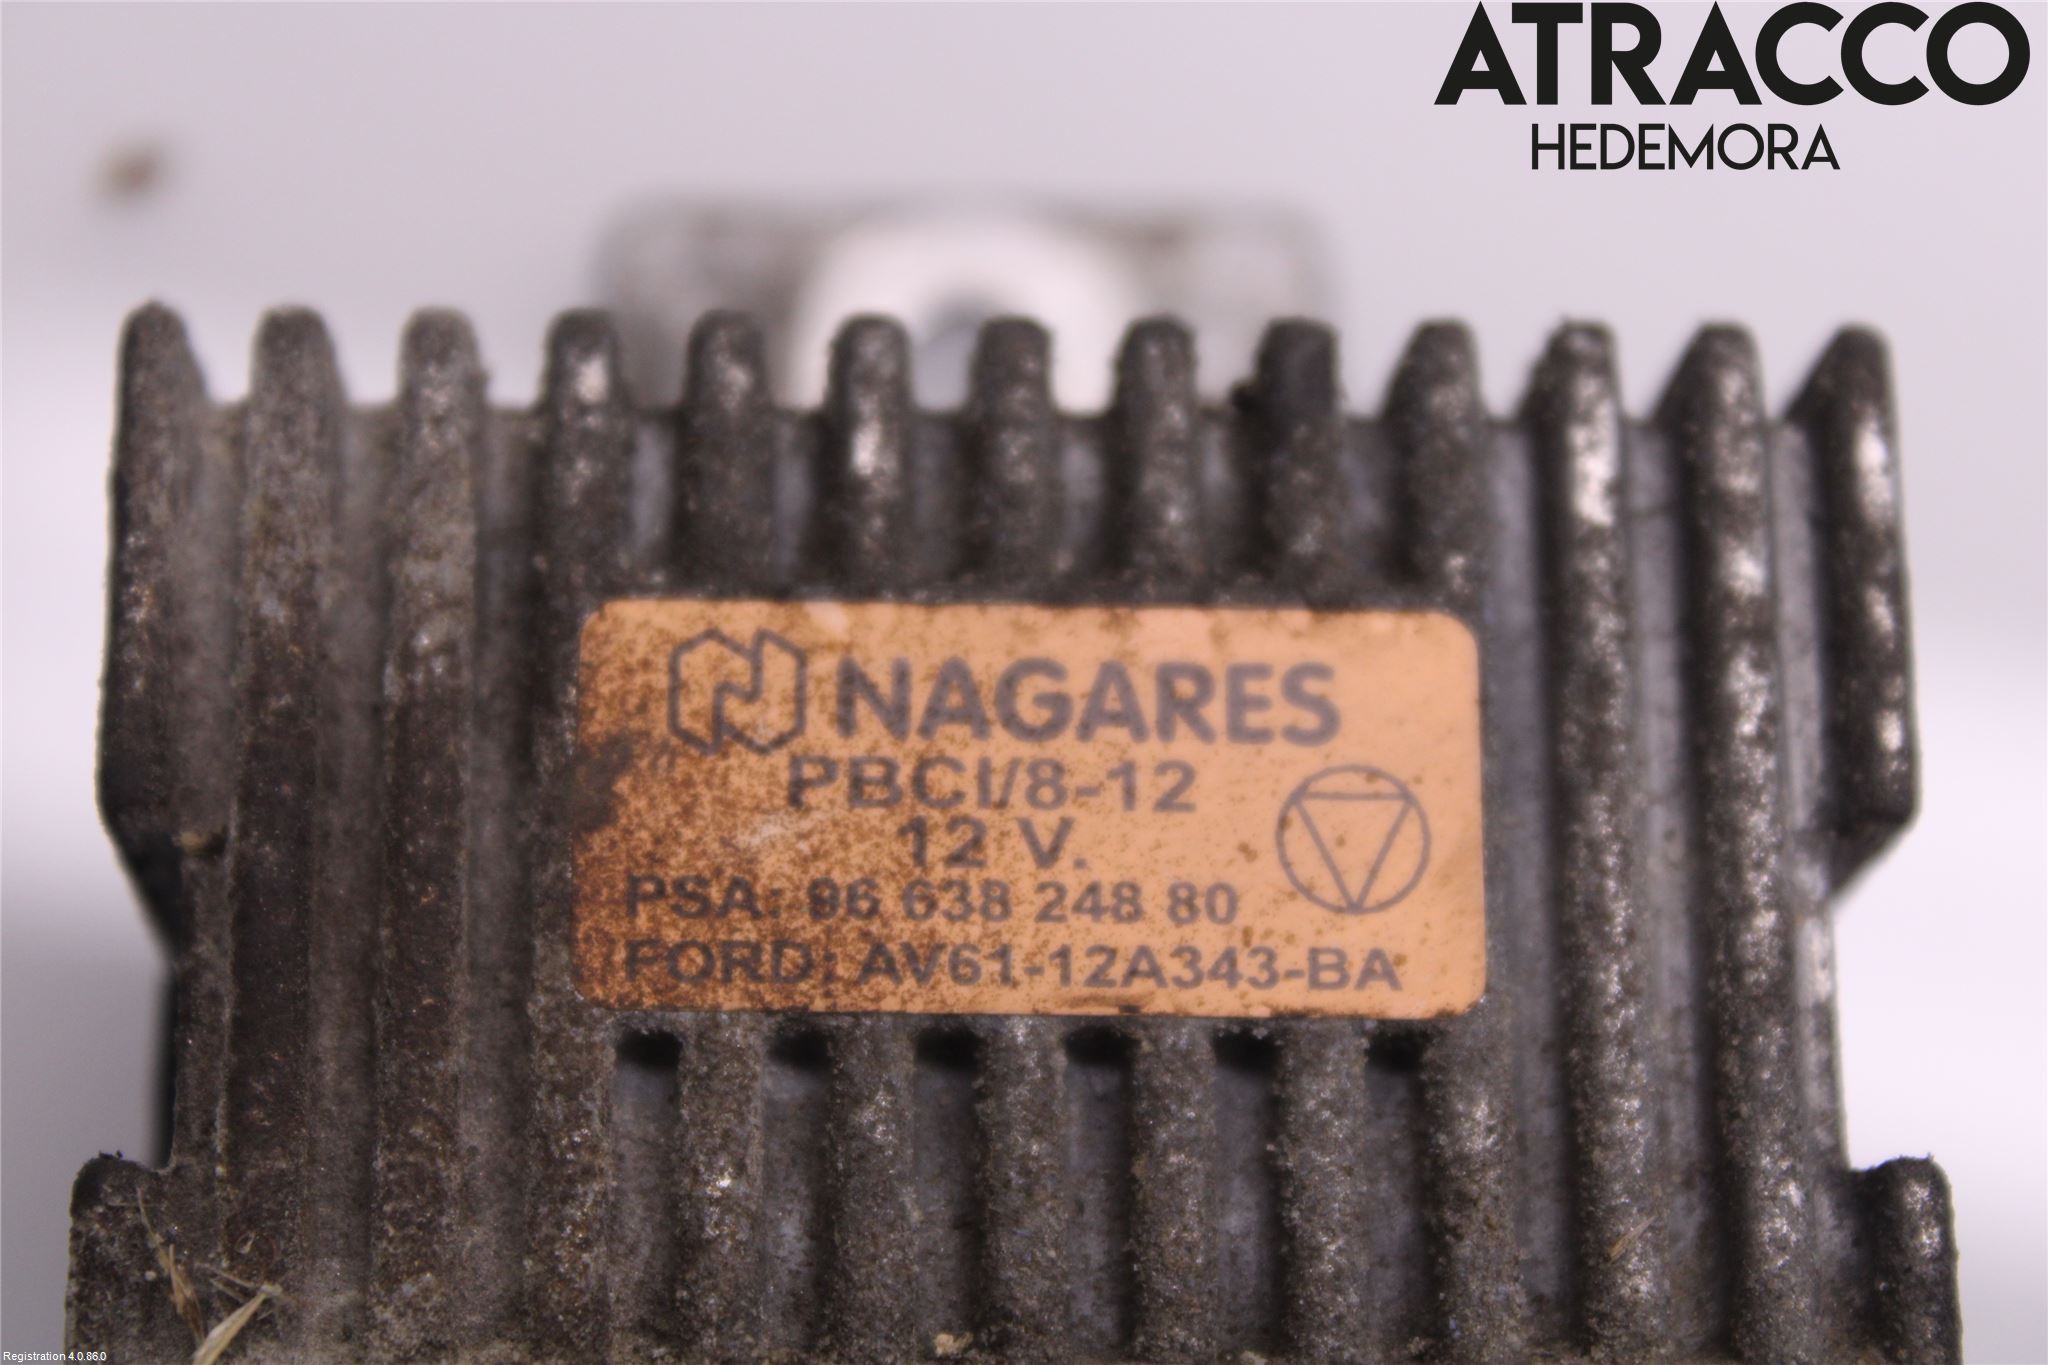 ATRACCO
HEDEMORA
NAGARES
PBCI/8-12
12 V.
PSA: 96 638 248 80
FORD: AV61-12A343-BA
Registration 4.0.86.0